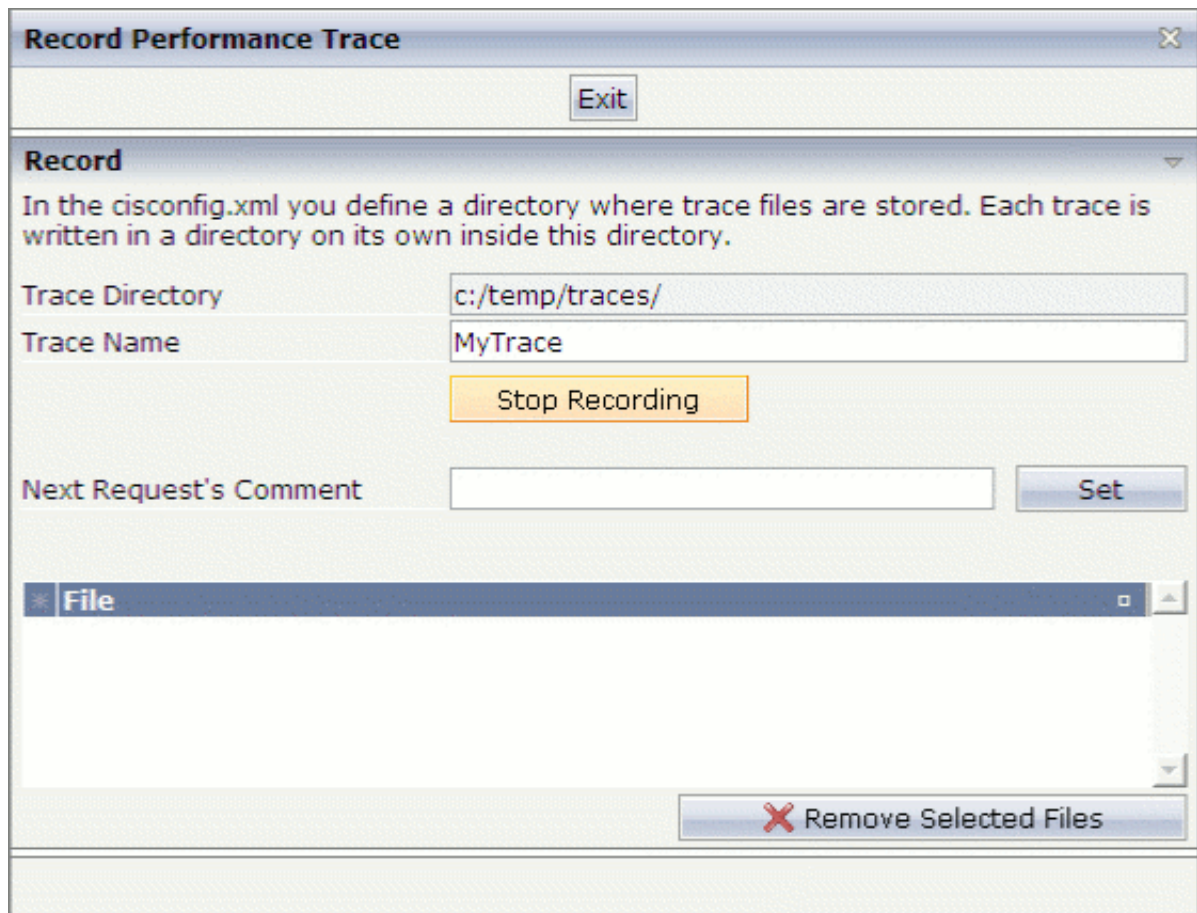 Record Performance Trace
Exit
Record
In the cisconfig.xml you define a directory where trace files are stored. Each trace is
written in a directory on its own inside this directory.
Trace Directory c:/temp/traces/
Trace Name MyTrace
Stop Recording
Next Request's Comment Set
File
Remove Selected Files